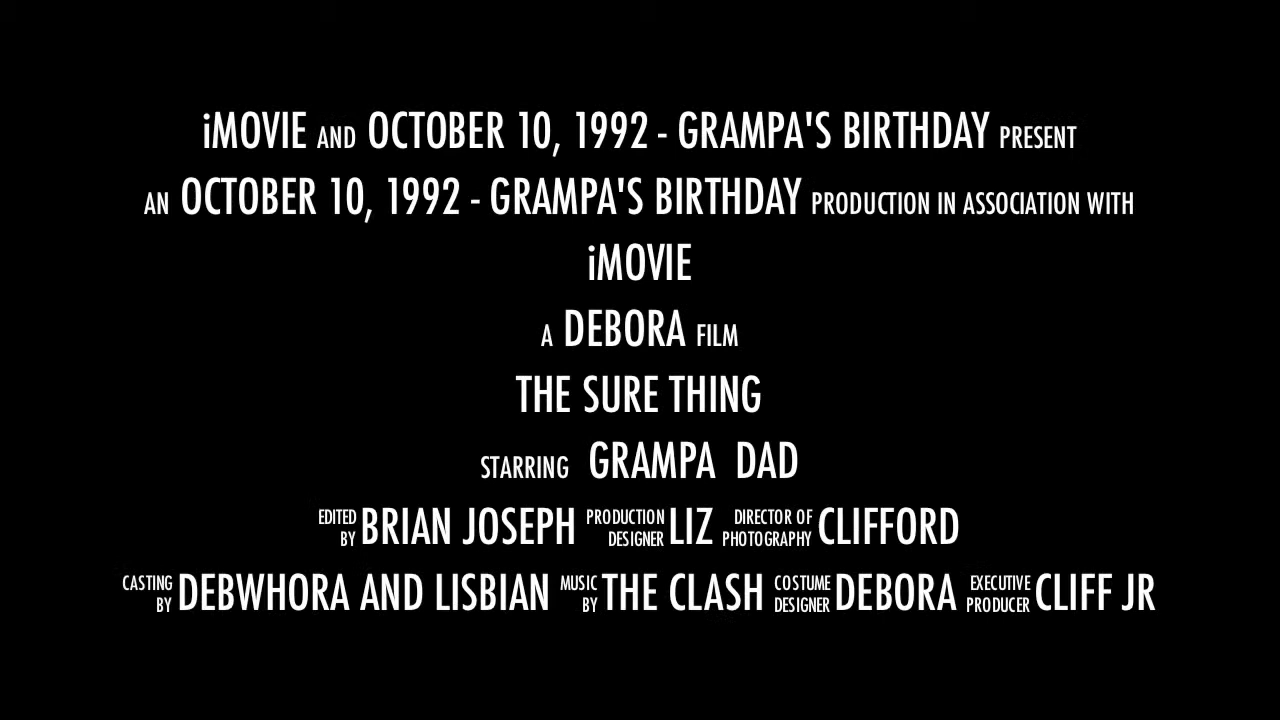 iMOVIE AND OCTOBER 10, 1992 - GRAMPA'S BIRTHDAY PRESENT
AN OCTOBER 10, 1992 - GRAMPA'S BIRTHDAY PRODUCTION IN ASSOCIATION WITH
iMOVIE
A DEBORA FILM
THE SURE THING
STARRING GRAMPA DAD
EDITED BY BRIAN JOSEPH PRODUCTION DESIGNER LIZ DIRECTOR OF PHOTOGRAPHY CLIFFORD
CASTING BY DEBWHORA AND LISBIAN MUSIC BY THE CLASH COSTUME DESIGNER DEBORA EXECUTIVE PRODUCER CLIFF JR